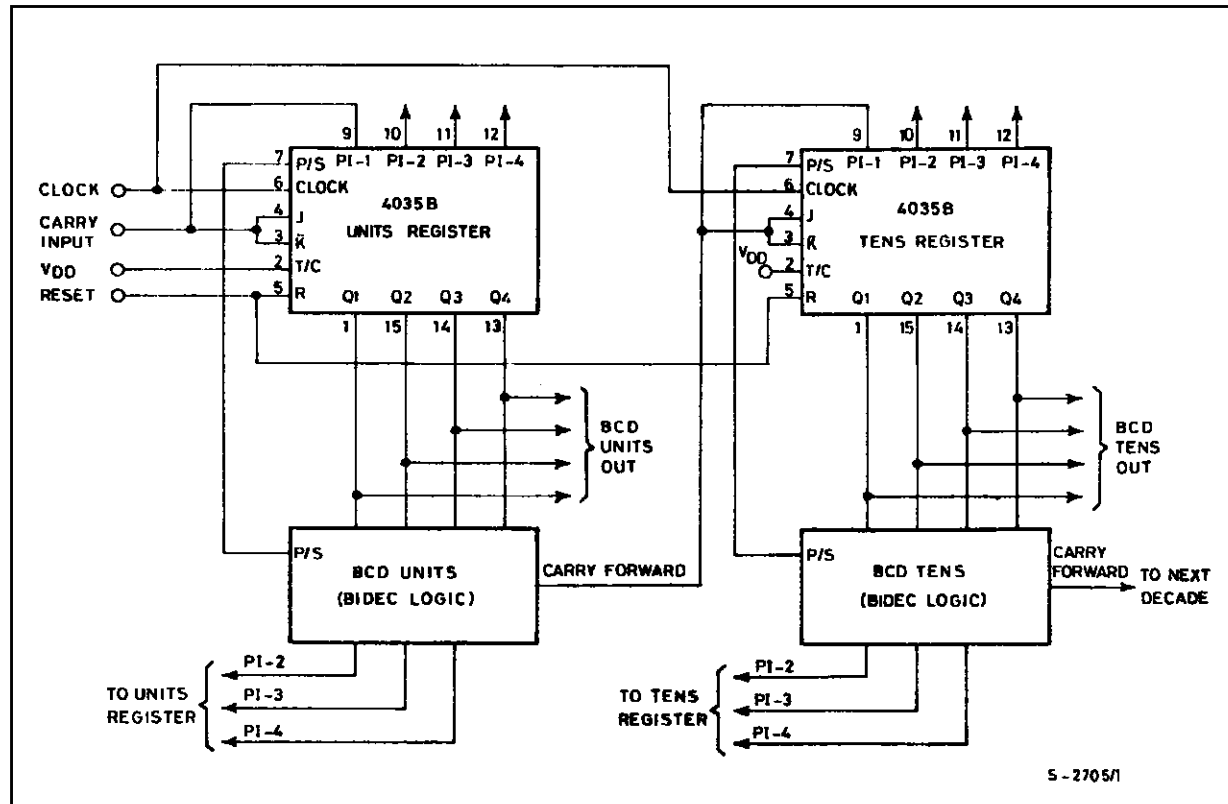 9 10 11 12
7 P/S PI-1 PI-2 PI-3 PI-4
CLOCK 6 CLOCK
4 J 4035B
CARRY INPUT 3 K̄ UNITS REGISTER
VDD 2 T/C
RESET 5 R Q1 Q2 Q3 Q4
1 15 14 13
BCD
UNITS
OUT
P/S
BCD UNITS
(BIDEC LOGIC)
CARRY FORWARD
PI-2
TO UNITS
REGISTER
PI-3
PI-4
9 10 11 12
7 P/S PI-1 PI-2 PI-3 PI-4
6 CLOCK
4 J 4035B
3 K̄ TENS REGISTER
VDD 2 T/C
5 R Q1 Q2 Q3 Q4
1 15 14 13
BCD
TENS
OUT
P/S
BCD TENS
(BIDEC LOGIC)
CARRY
FORWARD
TO NEXT
DECADE
PI-2
TO TENS
REGISTER
PI-3
PI-4
S-2705/1